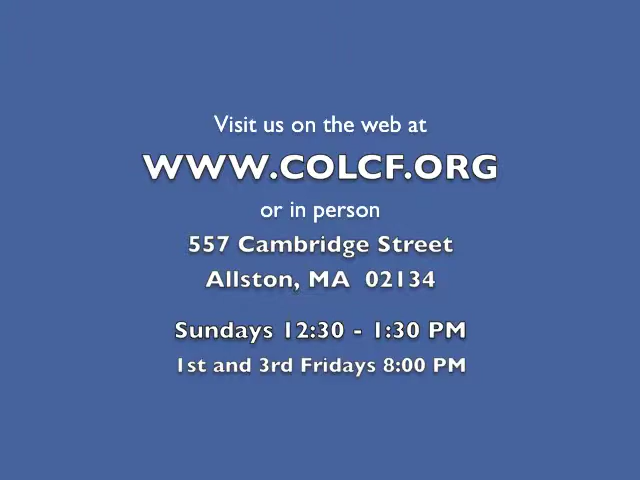 Visit us on the web at
WWW.COLCF.ORG
or in person
557 Cambridge Street
Allston, MA  02134
Sundays 12:30 - 1:30 PM
1st and 3rd Fridays 8:00 PM